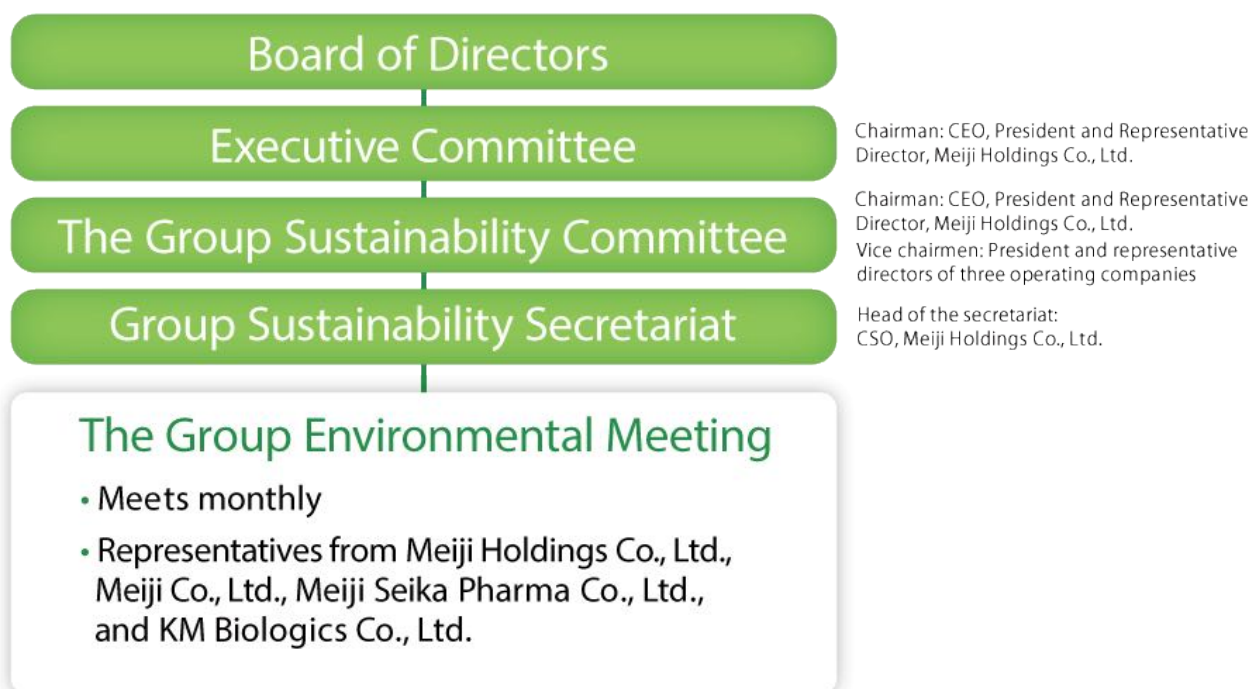 Board of Directors
Executive Committee
Chairman: CEO, President and Representative
Director, Meiji Holdings Co., Ltd.
The Group Sustainability Committee
Chairman: CEO, President and Representative
Director, Meiji Holdings Co., Ltd.
Vice chairmen: President and representative
directors of three operating companies
Group Sustainability Secretariat
Head of the secretariat:
CSO, Meiji Holdings Co., Ltd.
The Group Environmental Meeting
• Meets monthly
• Representatives from Meiji Holdings Co., Ltd.,
Meiji Co., Ltd., Meiji Seika Pharma Co., Ltd.,
and KM Biologics Co., Ltd.